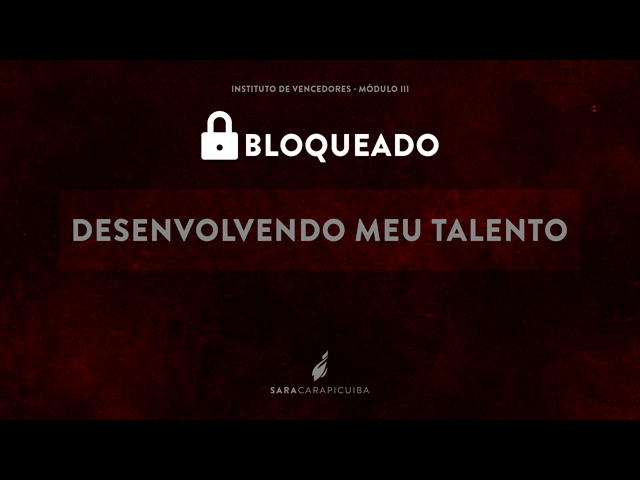 INSTITUTO DE VENCEDORES - MÓDULO III
BLOQUEADO
DESENVOLVENDO MEU TALENTO
SARACARAPICUIBA